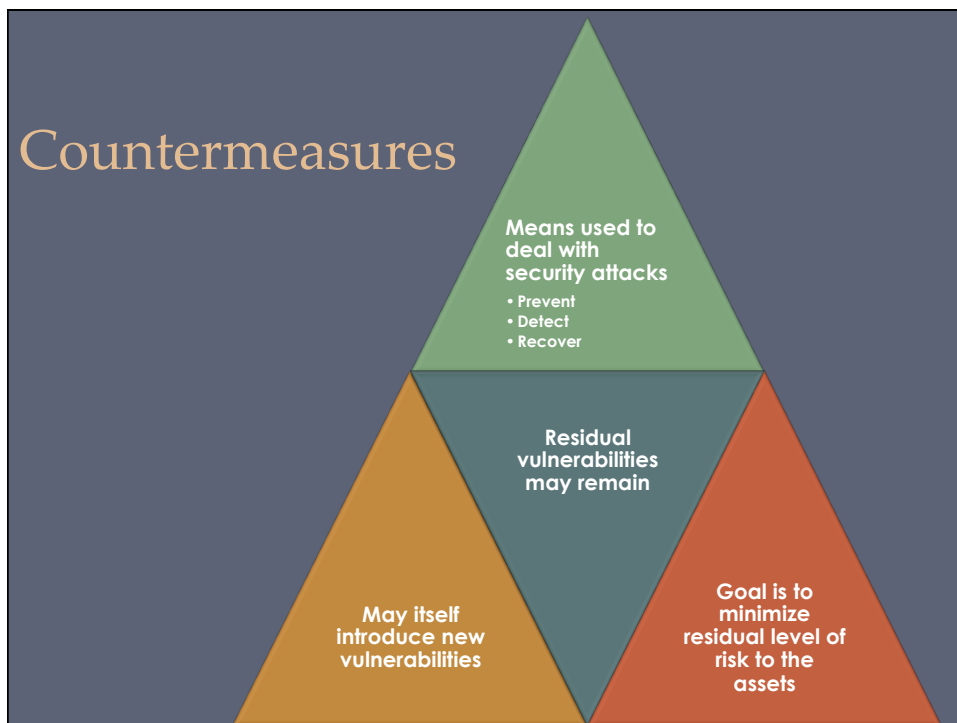 Countermeasures
Means used to
deal with
security attacks
• Prevent
• Detect
• Recover
Residual
vulnerabilities
may remain
May itself
introduce new
vulnerabilities
Goal is to
minimize
residual level of
risk to the
assets